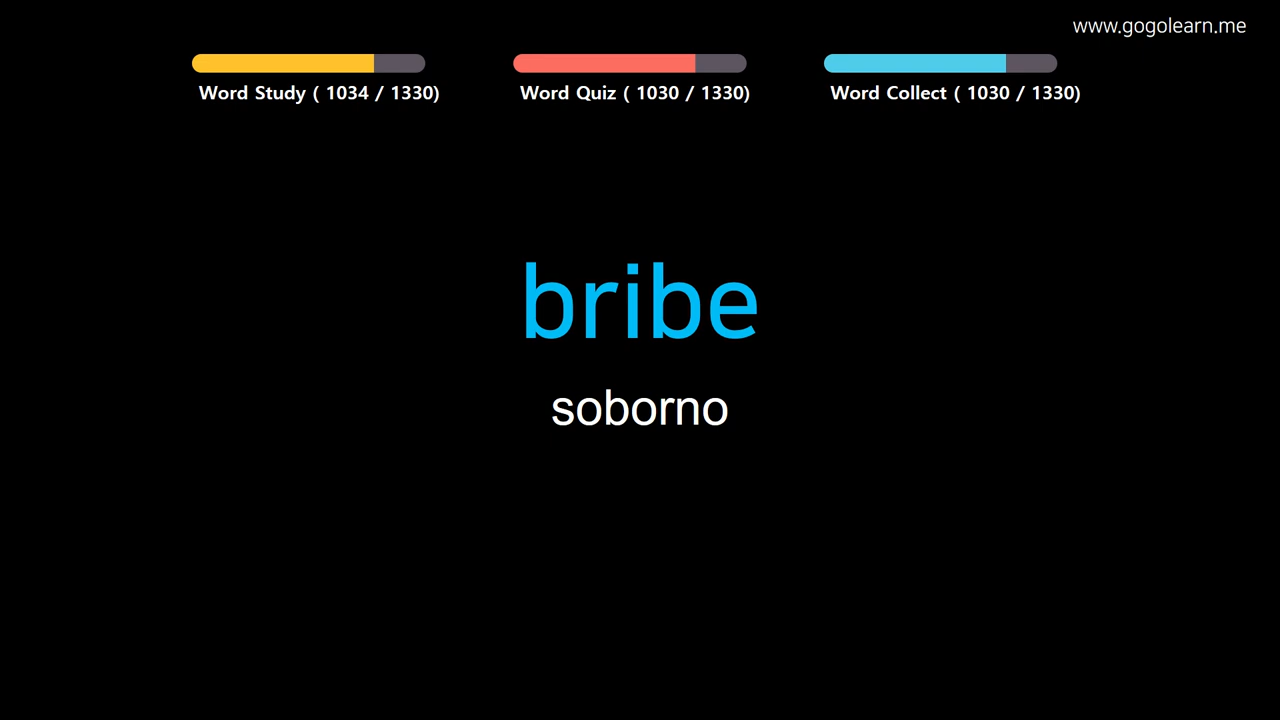 www.gogolearn.me
Word Study ( 1034 / 1330)
Word Quiz ( 1030 / 1330)
Word Collect ( 1030 / 1330)
bribe
soborno